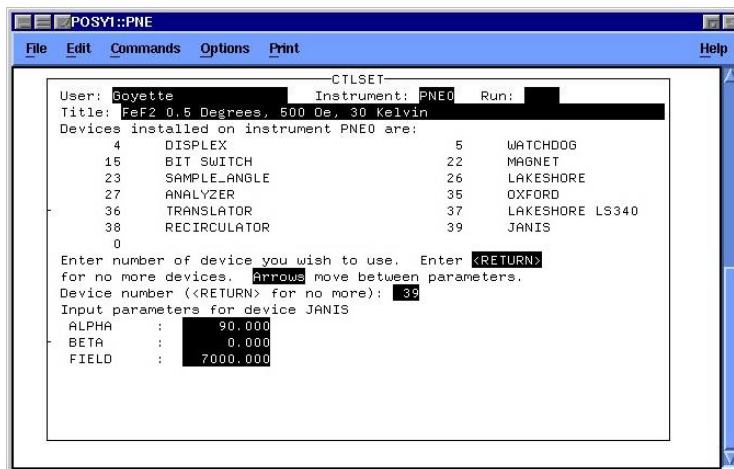 POSY1::PNE
File Edit Commands Options Print Help
CTLSET
User: Goyette Instrument: PNE0 Run:
Title: FeF2 0.5 Degrees, 500 Oe, 30 Kelvin
Devices installed on instrument PNE0 are:
4 DISPLEX 5 WATCHDOG
15 BIT SWITCH 22 MAGNET
23 SAMPLE_ANGLE 26 LAKESHORE
27 ANALYZER 35 OXFORD
36 TRANSLATOR 37 LAKESHORE LS340
38 RECIRCULATOR 39 JANIS
0
Enter number of device you wish to use. Enter <RETURN>
for no more devices. Arrows move between parameters.
Device number (<RETURN> for no more): 39
Input parameters for device JANIS
ALPHA : 90.000
BETA : 0.000
FIELD : 7000.000